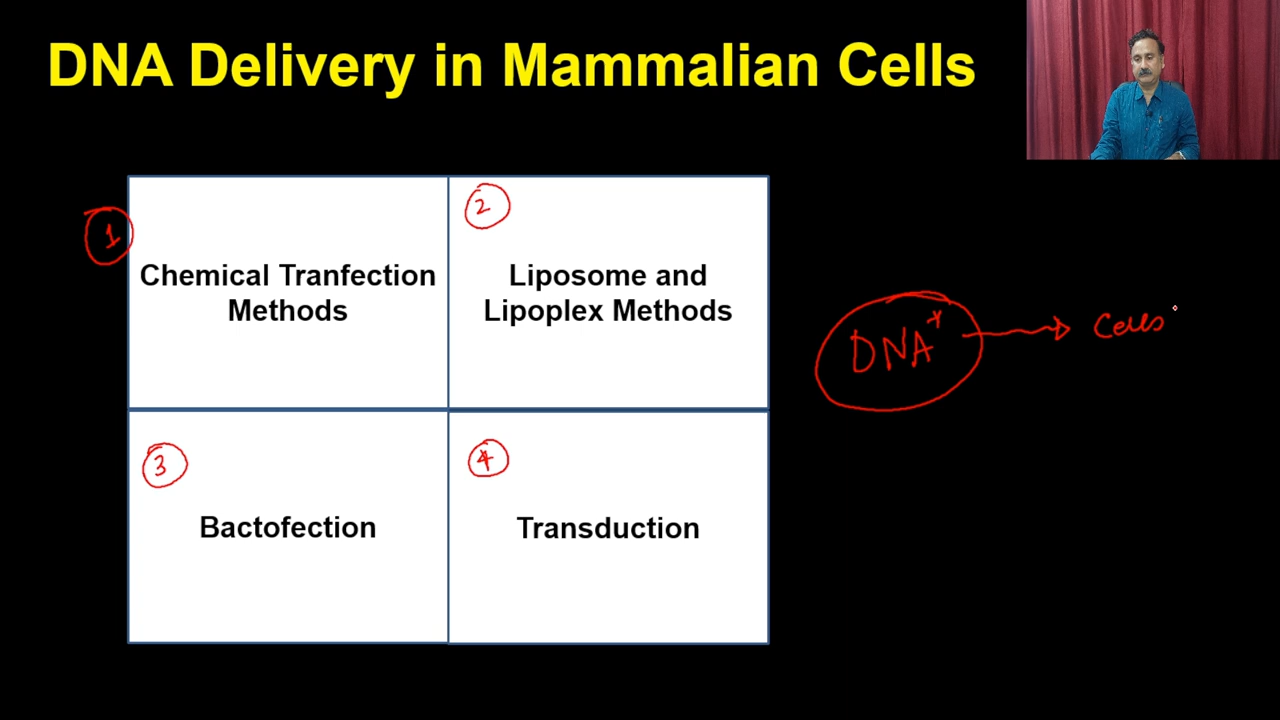 DNA Delivery in Mammalian Cells
1
Chemical Tranfection
Methods
2
Liposome and
Lipoplex Methods
DNA+ → Cells
3
Bactofection
4
Transduction